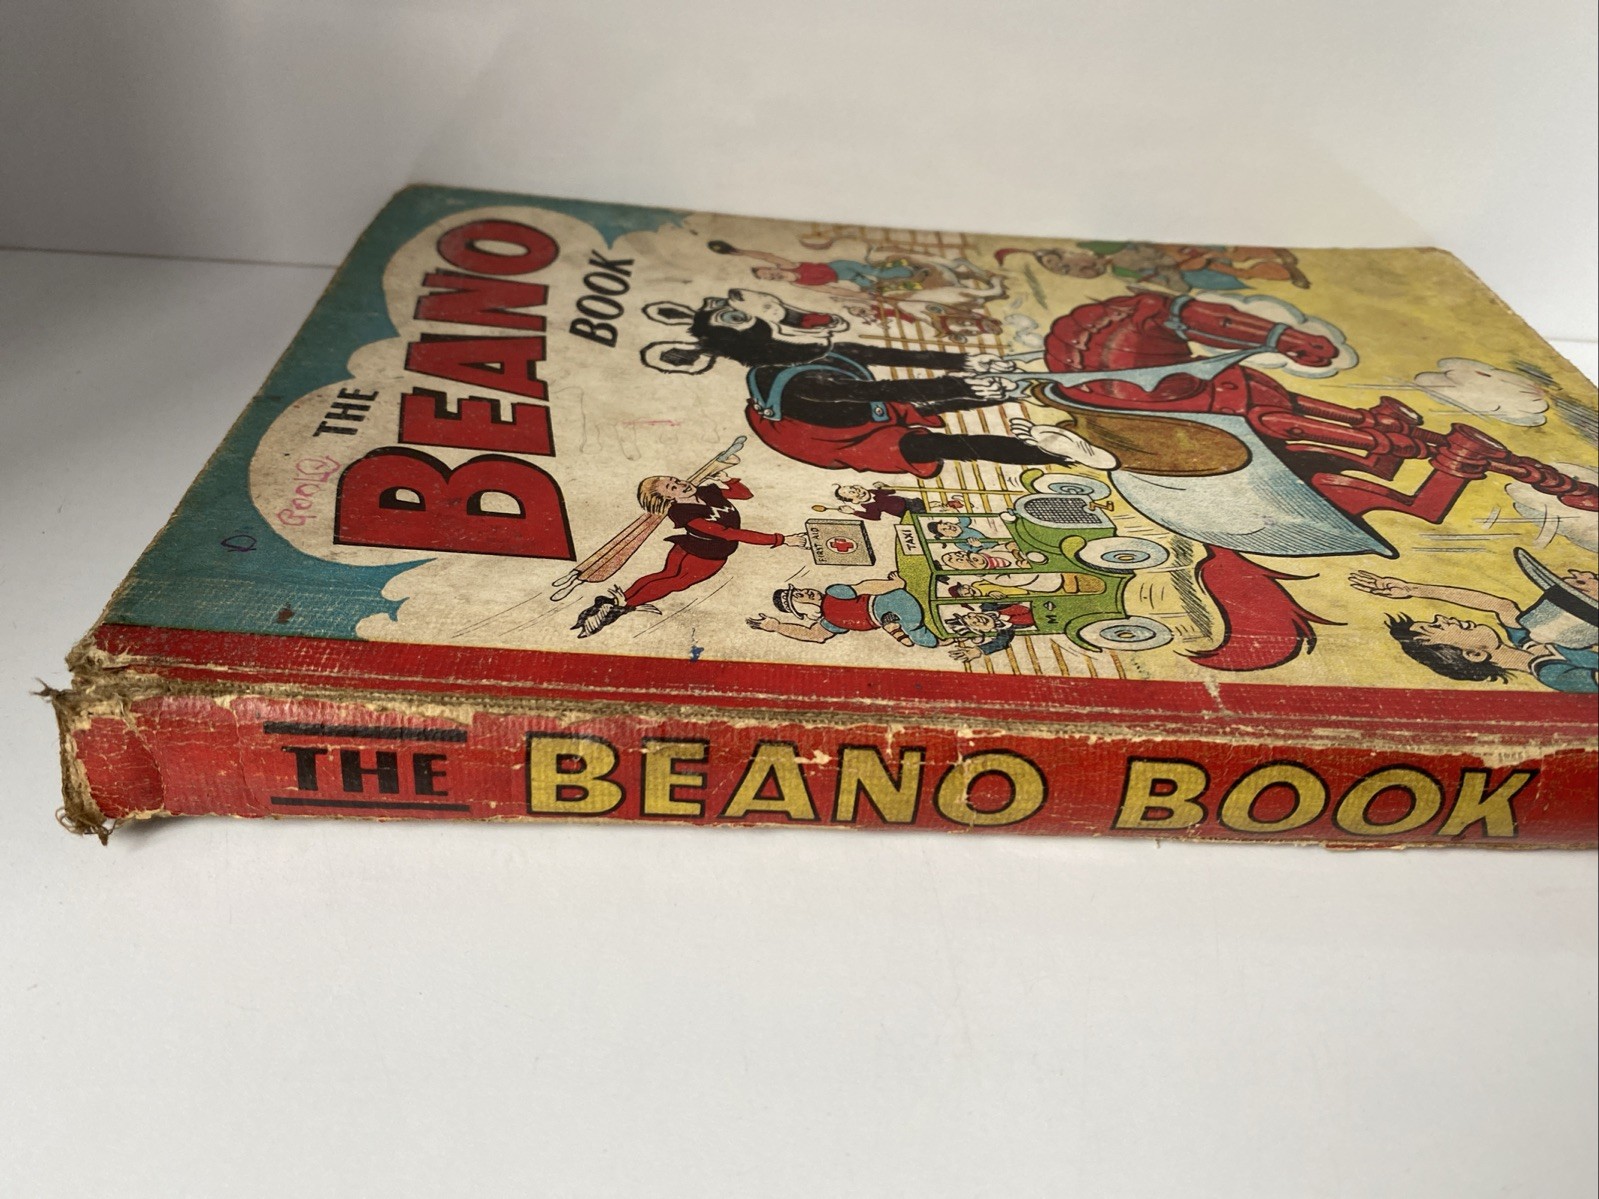 THE
BEANO
BOOK
FIRST AID
TAXI
THE BEANO BOOK